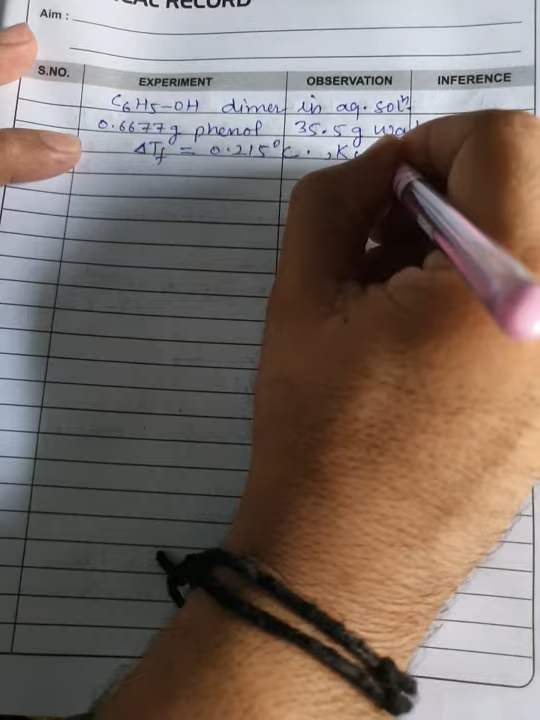 RECORD
Aim :
S.NO. EXPERIMENT OBSERVATION INFERENCE
C6H5-OH dimer in aq. solⁿ.
0.6677g phenol 35.5g
ΔTf = 0.215°C. , K